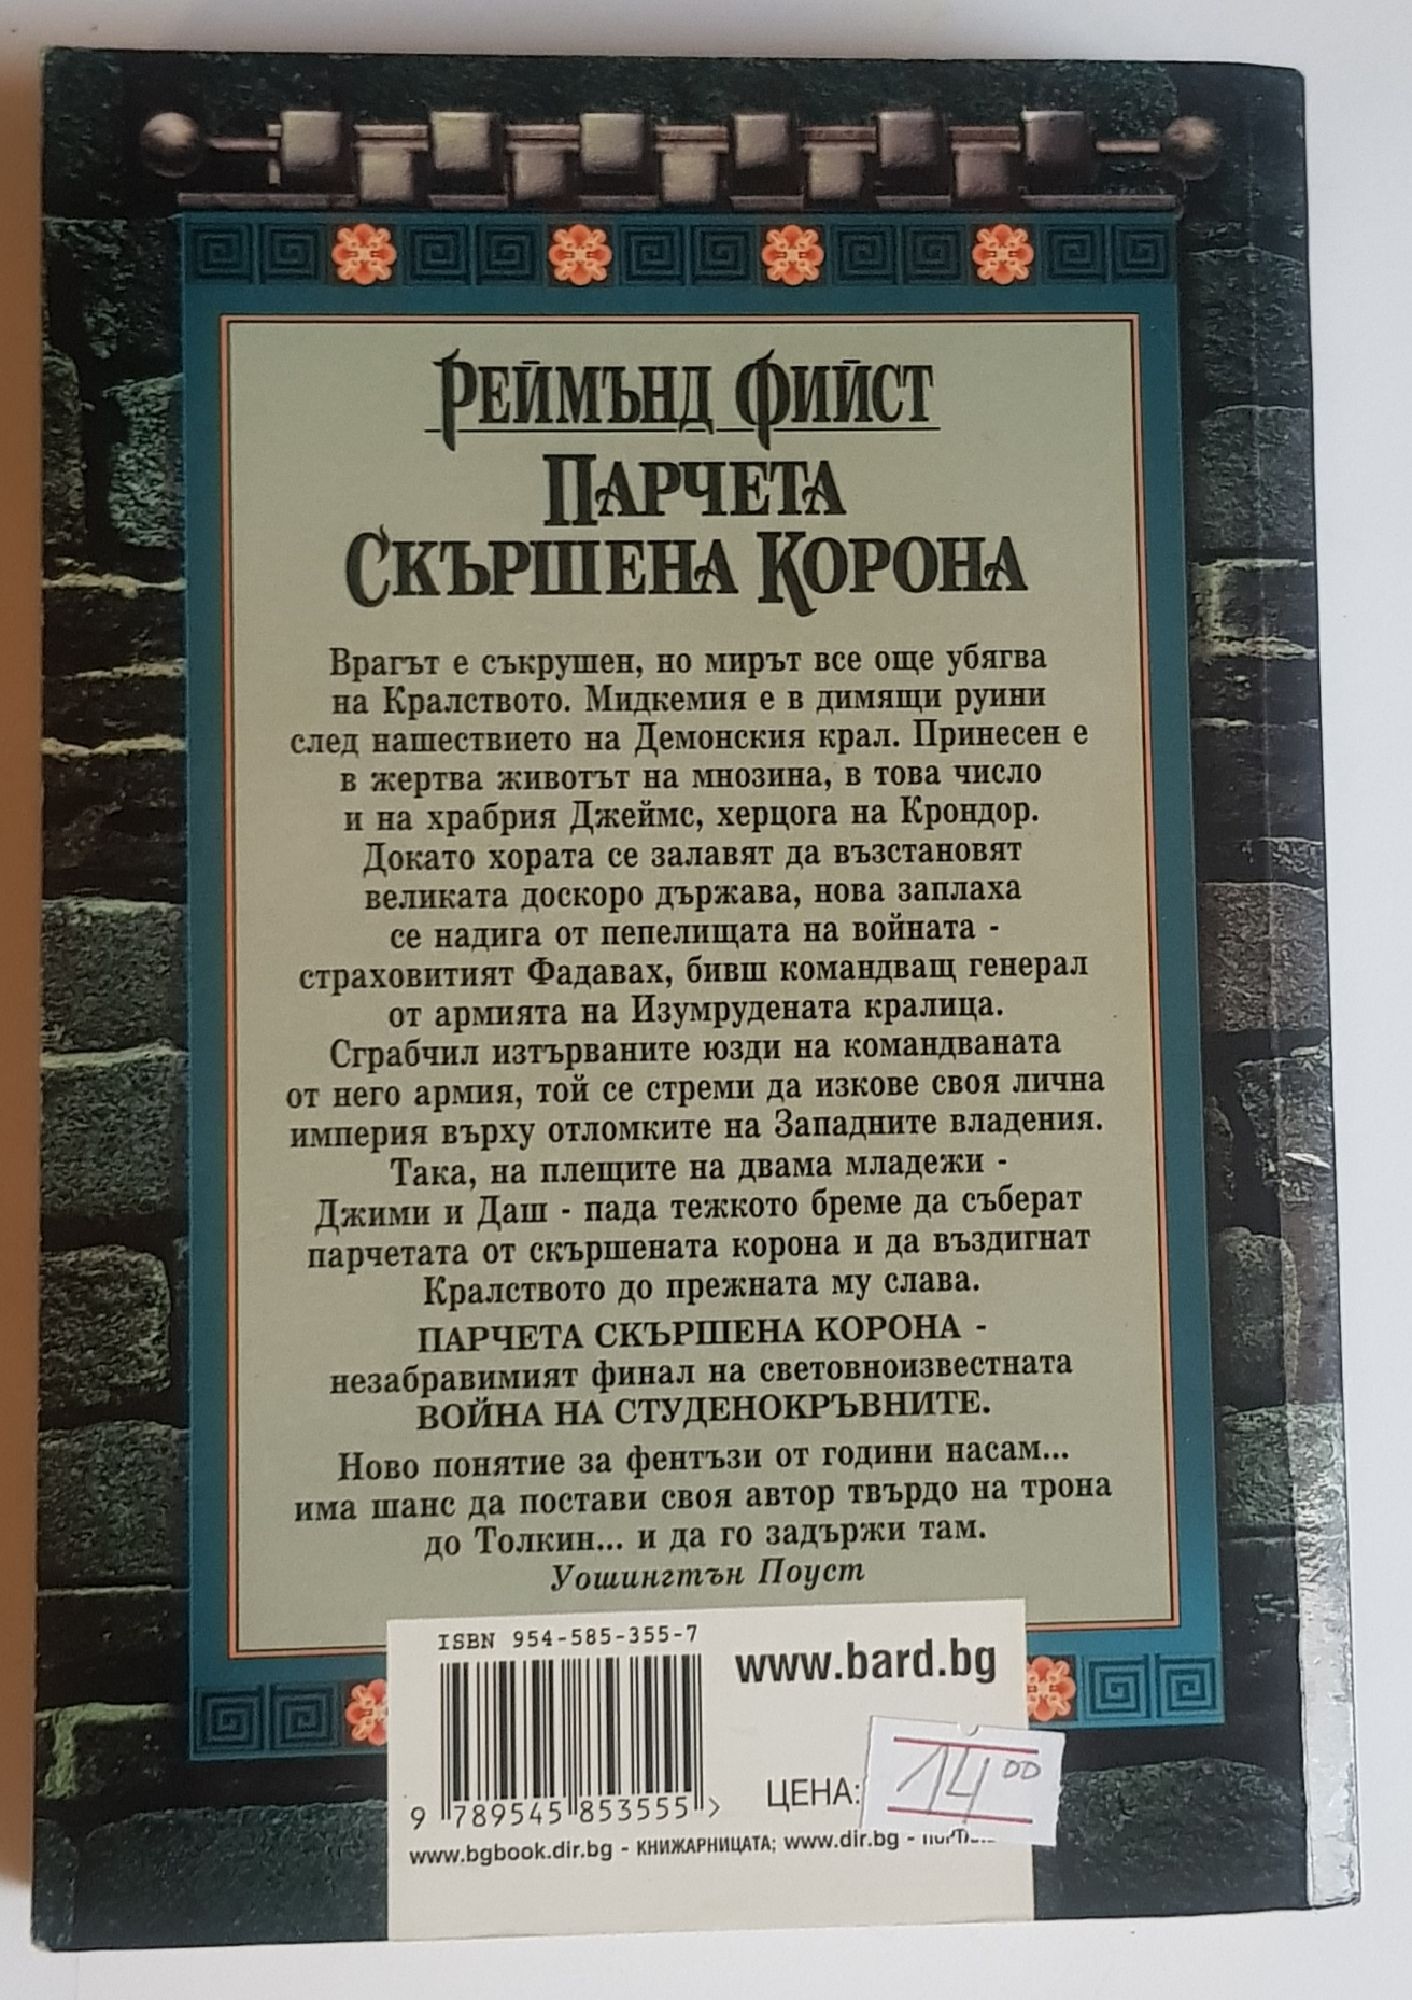 РЕЙМЪНД ФИЙСТ
ПАРЧЕТА
СКЪРШЕНА КОРОНА
Врагът е съкрушен, но мирът все още убягва
на Кралството. Мидкемия е в димящи руини
след нашествието на Демонския крал. Принесен е
в жертва животът на мнозина, в това число
и на храбрия Джеймс, херцога на Крондор.
Докато хората се залавят да възстановят
великата доскоро държава, нова заплаха
се надига от пепелищата на войната -
страховитият Фадавах, бивш командващ генерал
от армията на Изумрудената кралица.
Сграбчил изтърваните юзди на командваната
от него армия, той се стреми да изкове своя лична
империя върху отломките на Западните владения.
Така, на плещите на двама младежи -
Джими и Даш - пада тежкото бреме да съберат
парчетата от скършената корона и да въздигнат
Кралството до прежната му слава.
ПАРЧЕТА СКЪРШЕНА КОРОНА -
незабравимият финал на световноизвестната
ВОЙНА НА СТУДЕНОКРЪВНИТЕ.
Ново понятие за фентъзи от години насам...
има шанс да постави своя автор твърдо на трона
до Толкин... и да го задържи там.
Уошингтън Поуст
ISBN 954-585-355-7
www.bard.bg
ЦЕНА: 14 00
9 789545 853555 >
www.bgbook.dir.bg - КНИЖАРНИЦАТА; www.dir.bg -